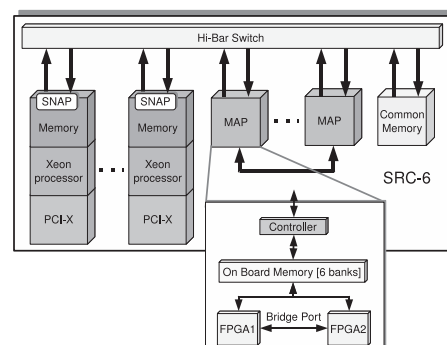 Hi-Bar Switch
SNAP
Memory
Xeon
processor
PCI-X
SNAP
Memory
Xeon
processor
PCI-X
MAP
MAP
Common
Memory
SRC-6
Controller
On Board Memory [6 banks]
FPGA1
Bridge Port
FPGA2